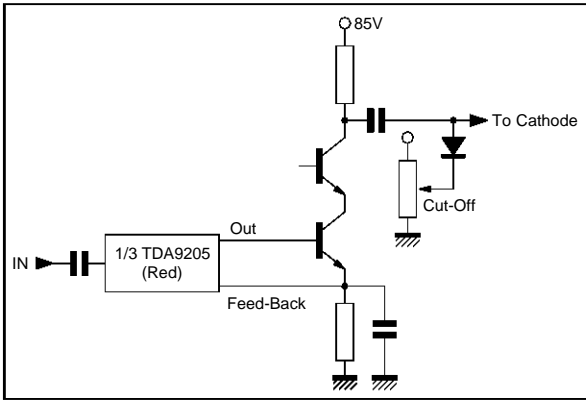 85V
To Cathode
Cut-Off
Out
1/3 TDA9205
(Red)
IN
Feed-Back